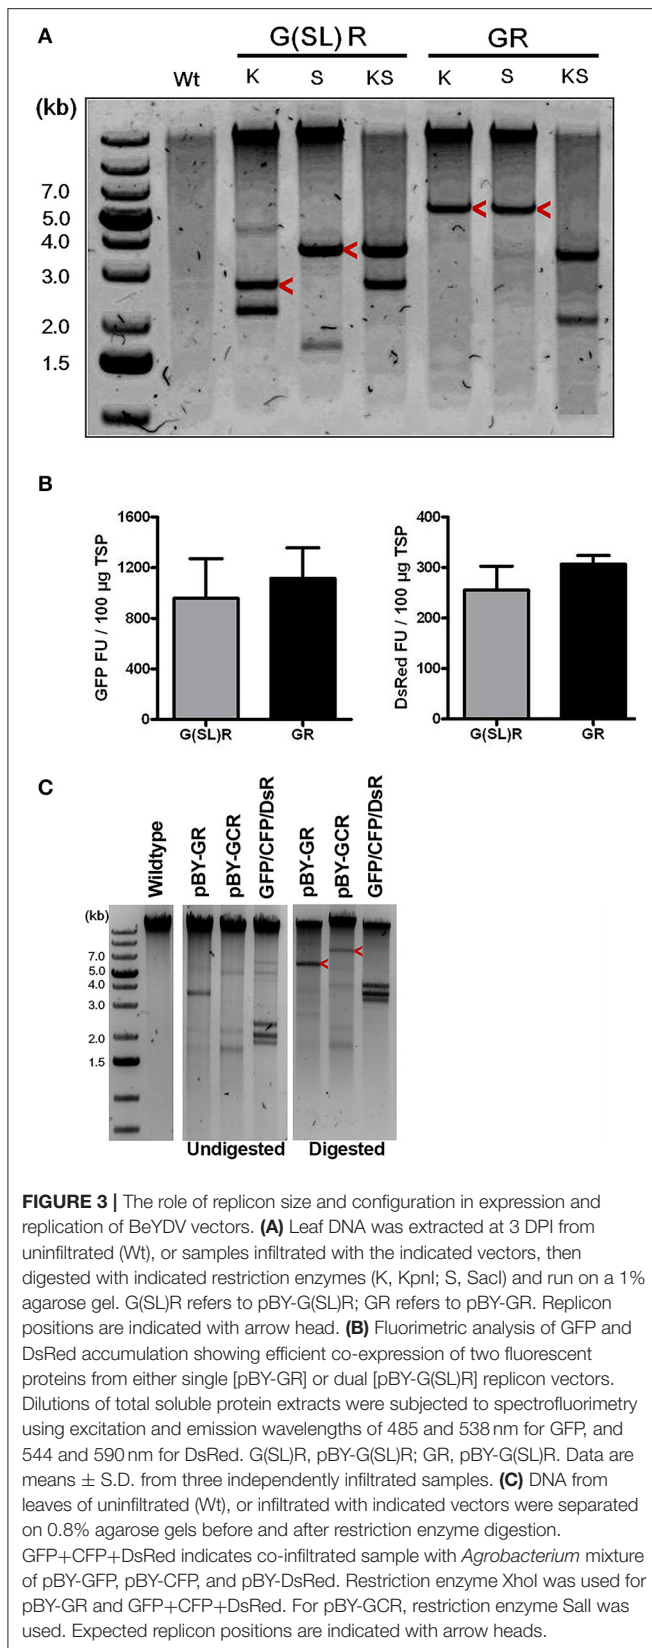 A
G(SL) R
GR
Wt
K
S
KS
K
S
KS
(kb)
7.0
5.0
4.0
3.0
2.0
1.5
B
GFP FU / 100 µg TSP
1600
1200
800
400
0
G(SL)R
GR
DsRed FU / 100 µg TSP
400
300
200
100
0
G(SL)R
GR
C
Wildtype
pBY-GR
pBY-GCR
GFP/CFP/DsR
pBY-GR
pBY-GCR
GFP/CFP/DsR
(kb)
7.0
5.0
4.0
3.0
2.0
1.5
Undigested
Digested
FIGURE 3 | The role of replicon size and configuration in expression and
replication of BeYDV vectors. (A) Leaf DNA was extracted at 3 DPI from
uninfiltrated (Wt), or samples infiltrated with the indicated vectors, then
digested with indicated restriction enzymes (K, KpnI; S, SacI) and run on a 1%
agarose gel. G(SL)R refers to pBY-G(SL)R; GR refers to pBY-GR. Replicon
positions are indicated with arrow head. (B) Fluorimetric analysis of GFP and
DsRed accumulation showing efficient co-expression of two fluorescent
proteins from either single [pBY-GR] or dual [pBY-G(SL)R] replicon vectors.
Dilutions of total soluble protein extracts were subjected to spectrofluorimetry
using excitation and emission wavelengths of 485 and 538 nm for GFP, and
544 and 590 nm for DsRed. G(SL)R, pBY-G(SL)R; GR, pBY-G(SL)R. Data are
means ± S.D. from three independently infiltrated samples. (C) DNA from
leaves of uninfiltrated (Wt), or infiltrated with indicated vectors were separated
on 0.8% agarose gels before and after restriction enzyme digestion.
GFP+CFP+DsRed indicates co-infiltrated sample with Agrobacterium mixture
of pBY-GFP, pBY-CFP, and pBY-DsRed. Restriction enzyme XhoI was used for
pBY-GR and GFP+CFP+DsRed. For pBY-GCR, restriction enzyme SalI was
used. Expected replicon positions are indicated with arrow heads.